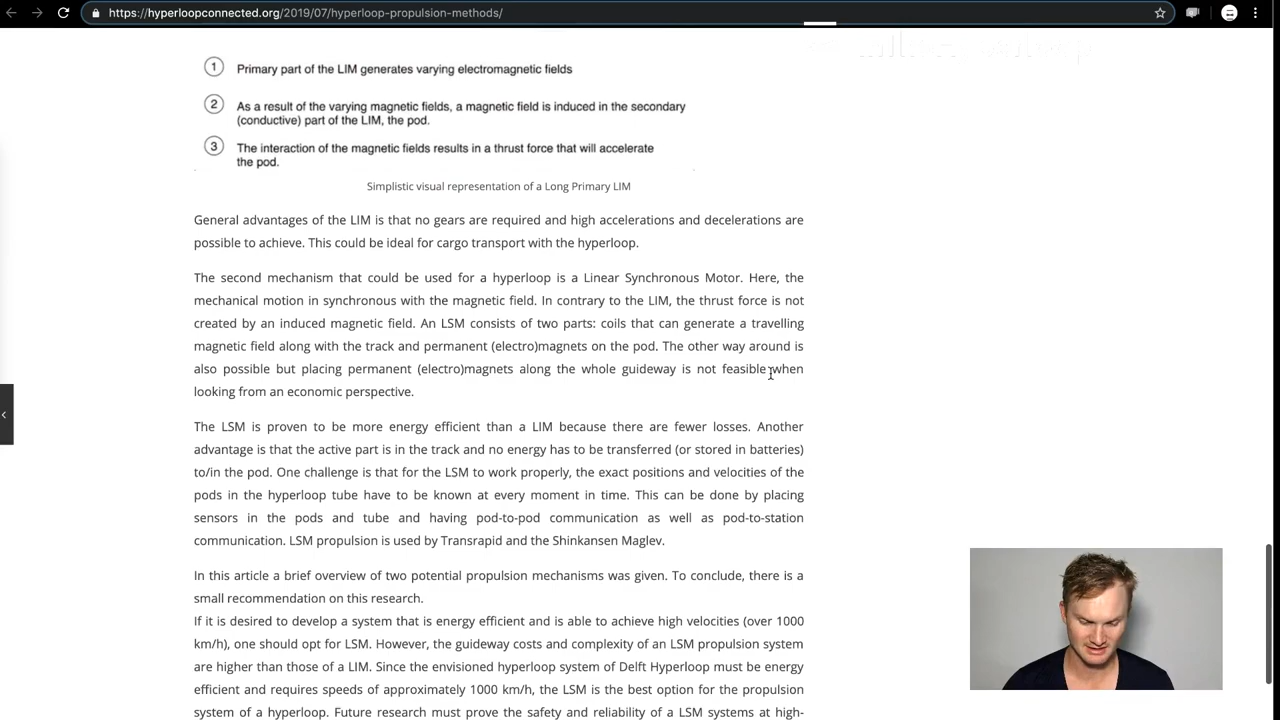 https://hyperloopconnected.org/2019/07/hyperloop-propulsion-methods/
1 Primary part of the LIM generates varying electromagnetic fields
2 As a result of the varying magnetic fields, a magnetic field is induced in the secondary
(conductive) part of the LIM, the pod.
3 The interaction of the magnetic fields results in a thrust force that will accelerate
the pod.
Simplistic visual representation of a Long Primary LIM
General advantages of the LIM is that no gears are required and high accelerations and decelerations are
possible to achieve. This could be ideal for cargo transport with the hyperloop.
The second mechanism that could be used for a hyperloop is a Linear Synchronous Motor. Here, the
mechanical motion in synchronous with the magnetic field. In contrary to the LIM, the thrust force is not
created by an induced magnetic field. An LSM consists of two parts: coils that can generate a travelling
magnetic field along with the track and permanent (electro)magnets on the pod. The other way around is
also possible but placing permanent (electro)magnets along the whole guideway is not feasible when
looking from an economic perspective.
The LSM is proven to be more energy efficient than a LIM because there are fewer losses. Another
advantage is that the active part is in the track and no energy has to be transferred (or stored in batteries)
to/in the pod. One challenge is that for the LSM to work properly, the exact positions and velocities of the
pods in the hyperloop tube have to be known at every moment in time. This can be done by placing
sensors in the pods and tube and having pod-to-pod communication as well as pod-to-station
communication. LSM propulsion is used by Transrapid and the Shinkansen Maglev.
In this article a brief overview of two potential propulsion mechanisms was given. To conclude, there is a
small recommendation on this research.
If it is desired to develop a system that is energy efficient and is able to achieve high velocities (over 1000
km/h), one should opt for LSM. However, the guideway costs and complexity of an LSM propulsion system
are higher than those of a LIM. Since the envisioned hyperloop system of Delft Hyperloop must be energy
efficient and requires speeds of approximately 1000 km/h, the LSM is the best option for the propulsion
system of a hyperloop. Future research must prove the safety and reliability of a LSM systems at high-